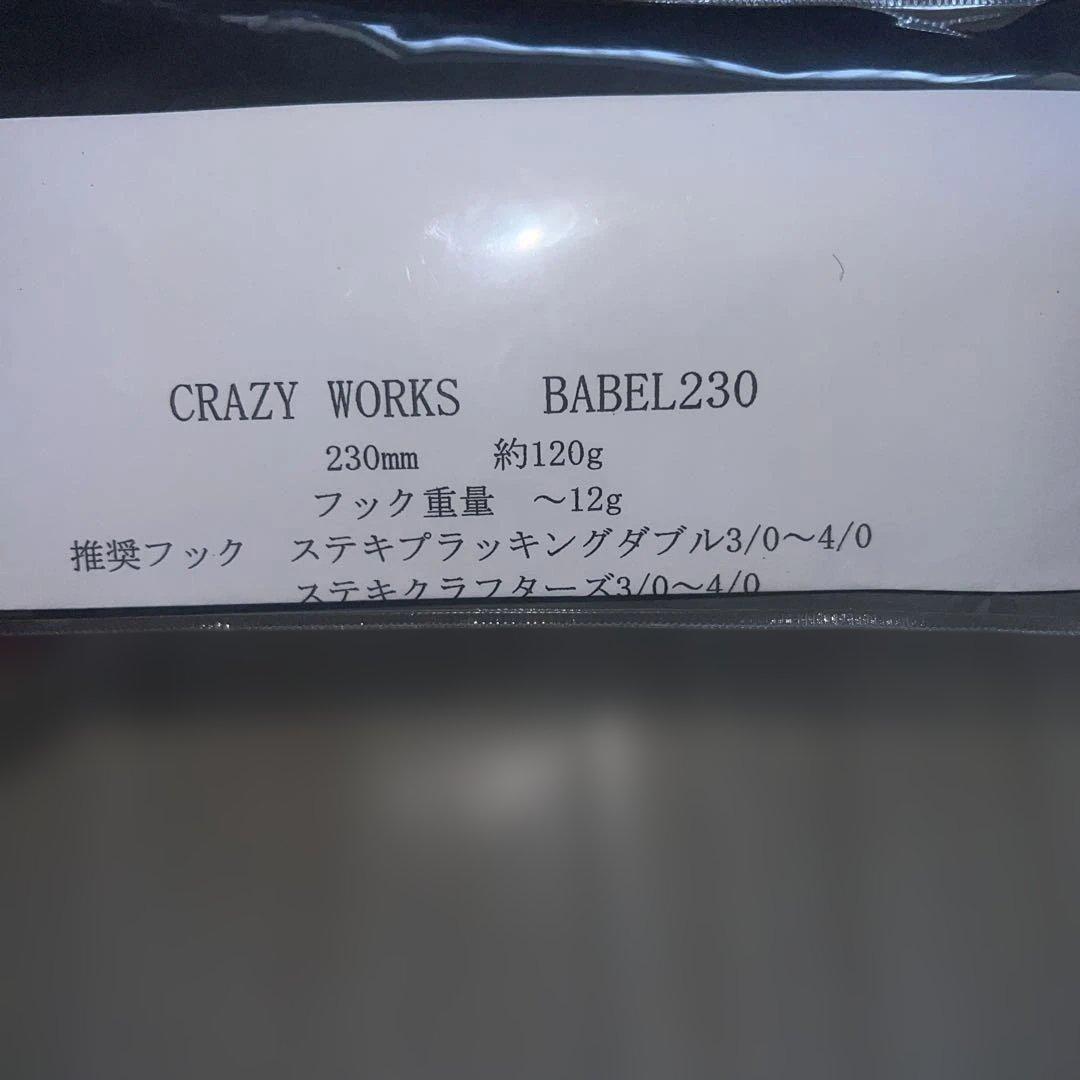 CRAZY WORKS　BABEL230
230mm　約120g
フック重量　～12g
推奨フック　ステキプラッキングダブル3/0～4/0
ステキクラフターズ3/0～4/0